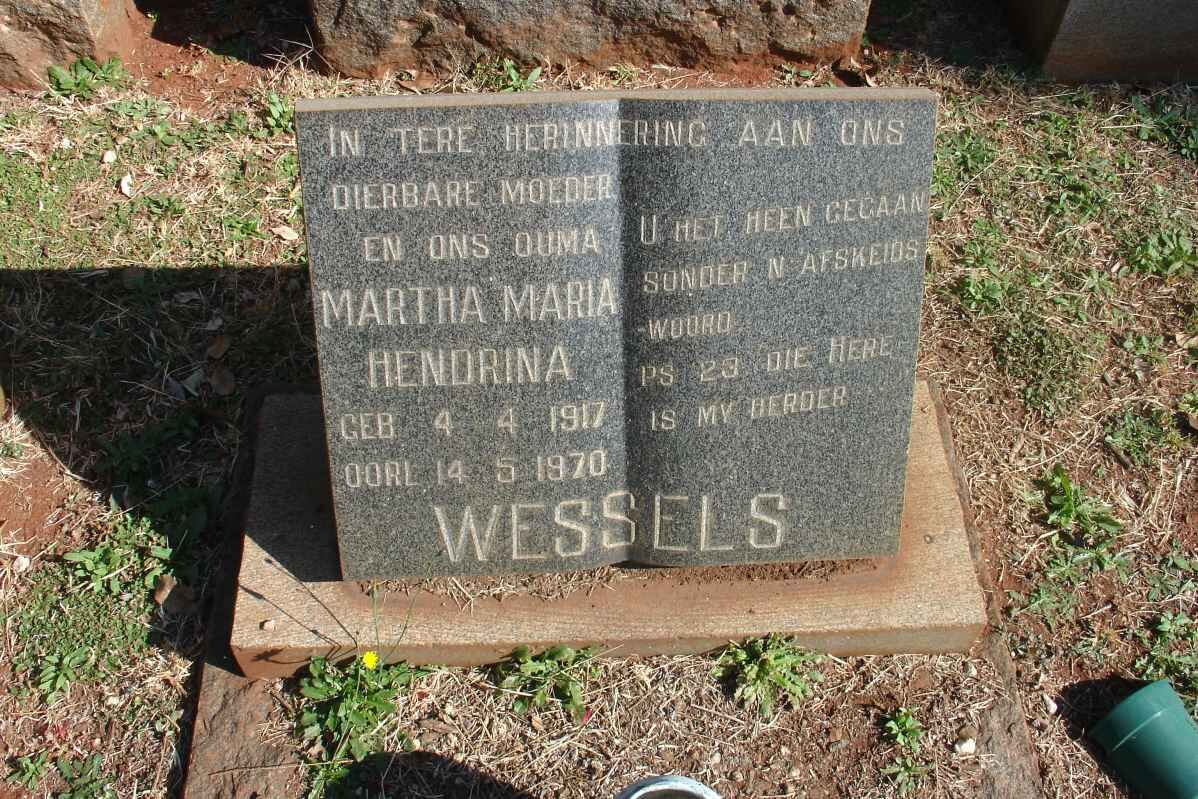 IN TERE HERINNERING AAN ONS
DIERBARE MOEDER
EN ONS OUMA
MARTHA MARIA
HENDRINA
GEB 4 4 1917
OORL 14 5 1970
U HET HEEN GEGAAN
SONDER N AFSKEIDS
-WOORD
PS 23 DIE HERE
IS MY HERDER
WESSELS